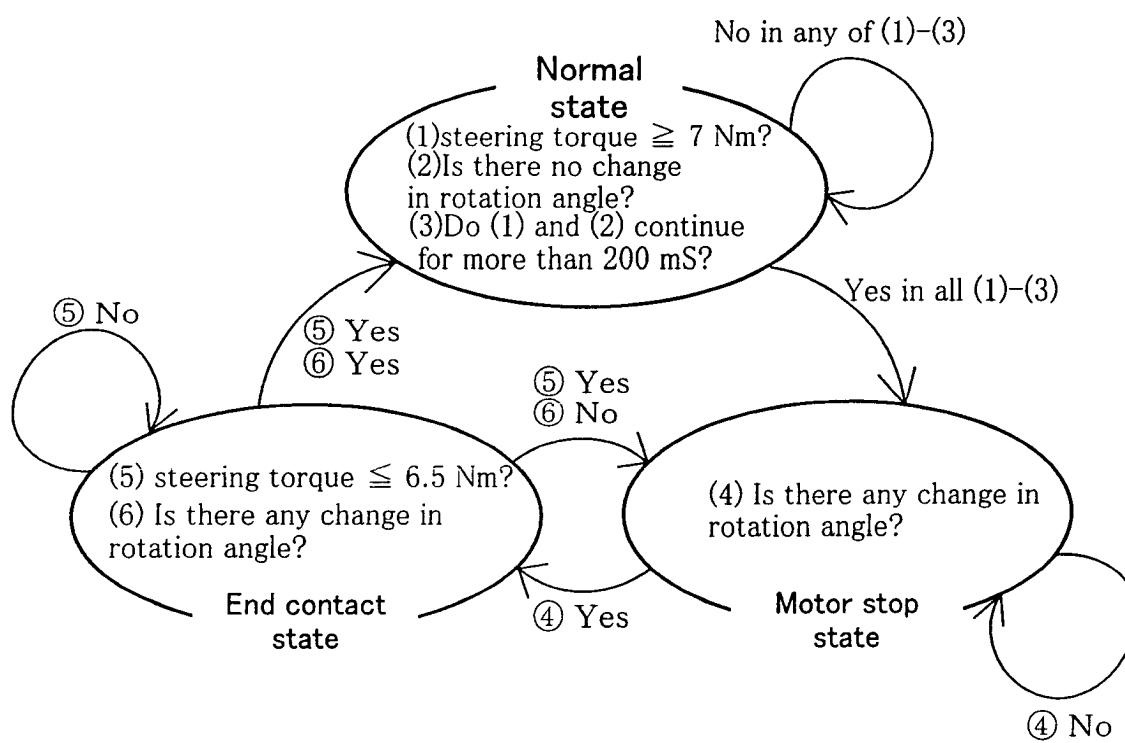 No in any of (1)-(3)
Normal
state
(1)steering torque ≧ 7 Nm?
(2)Is there no change
in rotation angle?
(3)Do (1) and (2) continue
for more than 200 mS?
Yes in all (1)-(3)
⑤ No
⑤ Yes
⑥ Yes
⑤ Yes
⑥ No
(5) steering torque ≦ 6.5 Nm?
(6) Is there any change in
rotation angle?
(4) Is there any change in
rotation angle?
End contact
state
④ Yes
Motor stop
state
④ No